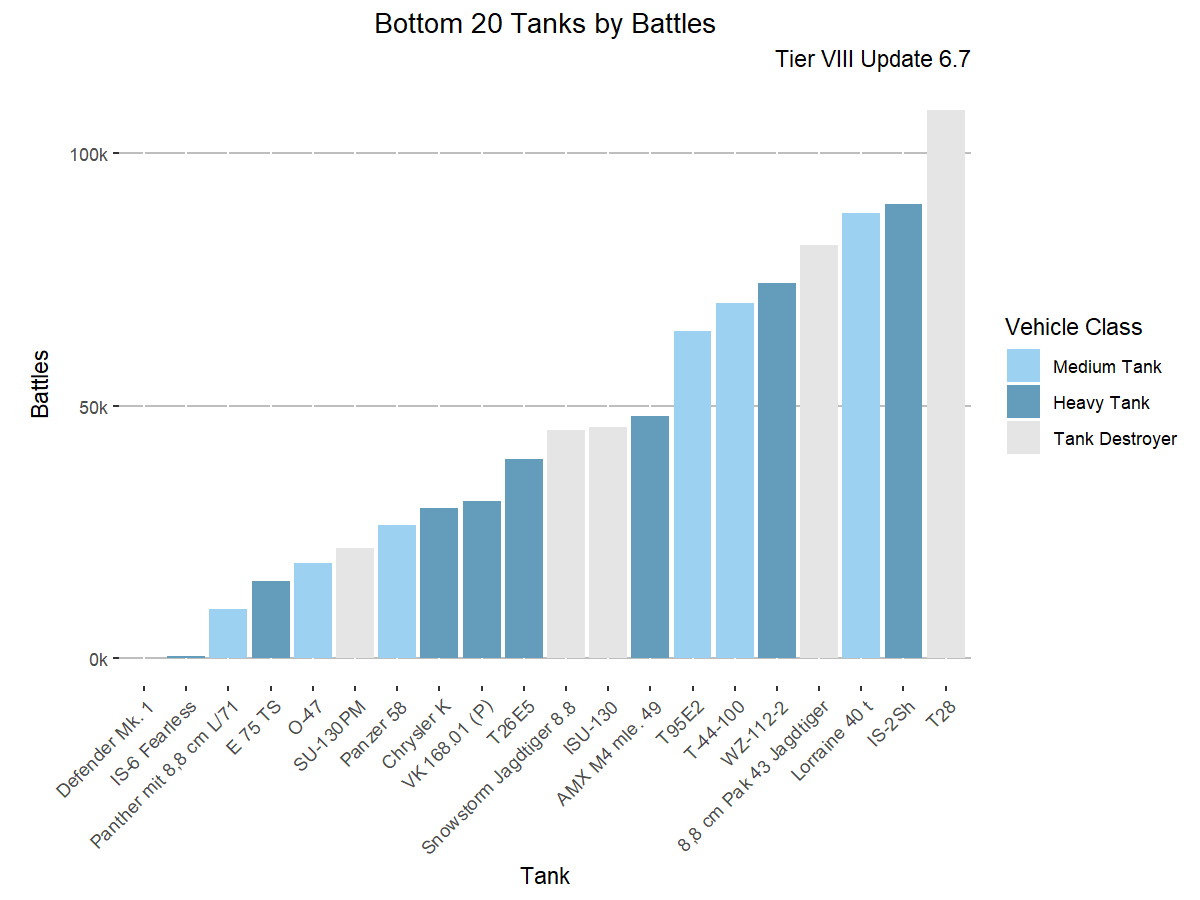 Bottom 20 Tanks by Battles
Tier VIII Update 6.7
100k
50k
0k
Battles
Defender Mk. 1
IS-6 Fearless
Panther mit 8,8 cm L/71
E 75 TS
O-47
SU-130PM
Panzer 58
Chrysler K
VK 168.01 (P)
T26E5
Snowstorm Jagdtiger 8.8
ISU-130
AMX M4 mle. 49
T95E2
T-44-100
WZ-112-2
8,8 cm Pak 43 Jagdtiger
Lorraine 40 t
IS-2Sh
T28
Tank
Vehicle Class
Medium Tank
Heavy Tank
Tank Destroyer